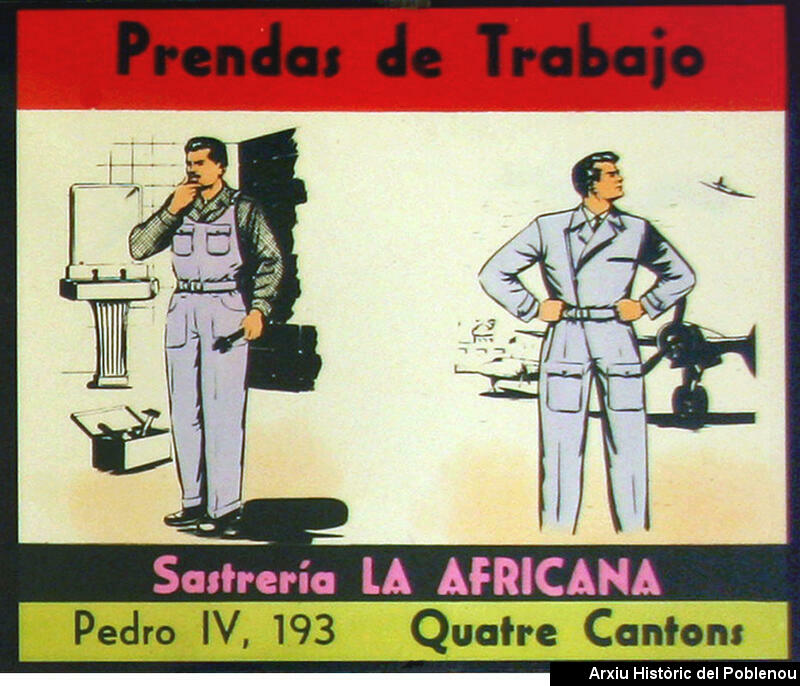 Prendas de Trabajo
Sastrería LA AFRICANA
Pedro IV, 193 Quatre Cantons
Arxiu Històric del Poblenou